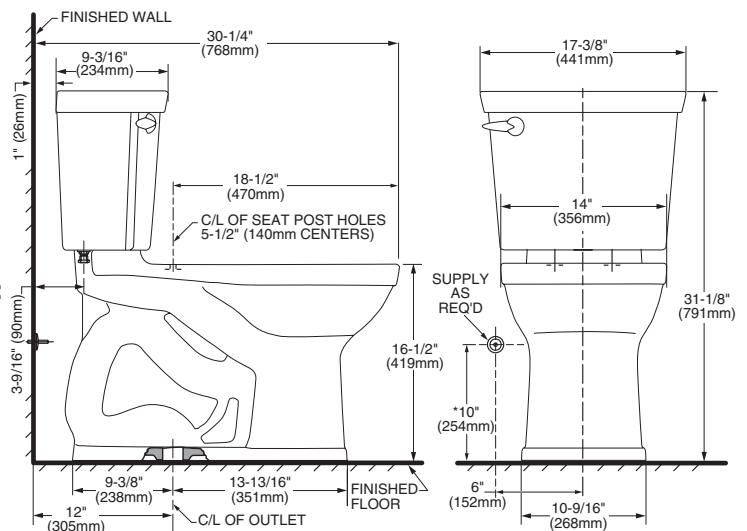 FINISHED WALL
30-1/4"
(768mm)
9-3/16"
(234mm)
1" (26mm)
18-1/2"
(470mm)
C/L OF SEAT POST HOLES
5-1/2" (140mm CENTERS)
3-9/16" (90mm)
16-1/2"
(419mm)
9-3/8"
(238mm)
13-13/16"
(351mm)
FINISHED
FLOOR
12"
(305mm)
C/L OF OUTLET
17-3/8"
(441mm)
14"
(356mm)
SUPPLY
AS
REQ'D
31-1/8"
(791mm)
*10"
(254mm)
6"
(152mm)
10-9/16"
(268mm)